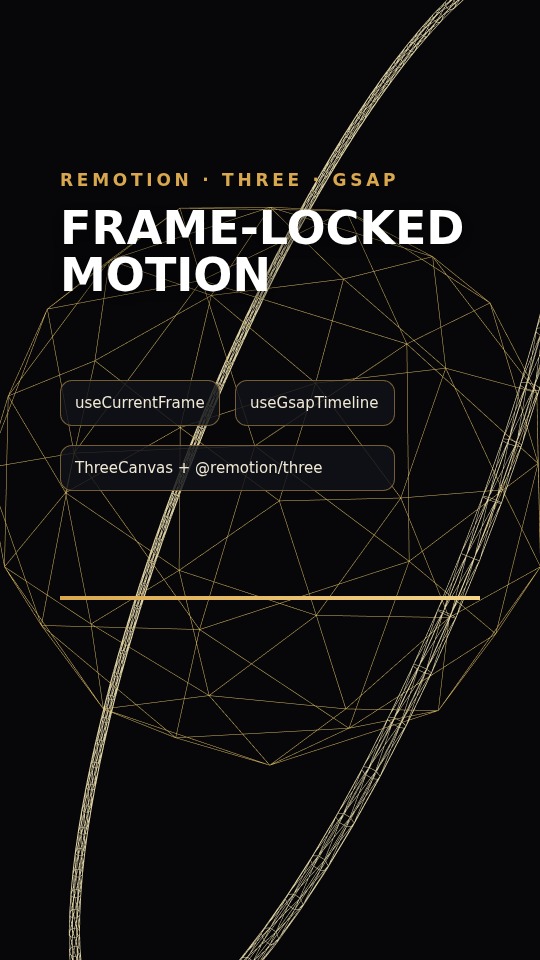 REMOTION · THREE · GSAP
FRAME-LOCKED
MOTION
useCurrentFrame
useGsapTimeline
ThreeCanvas + @remotion/three